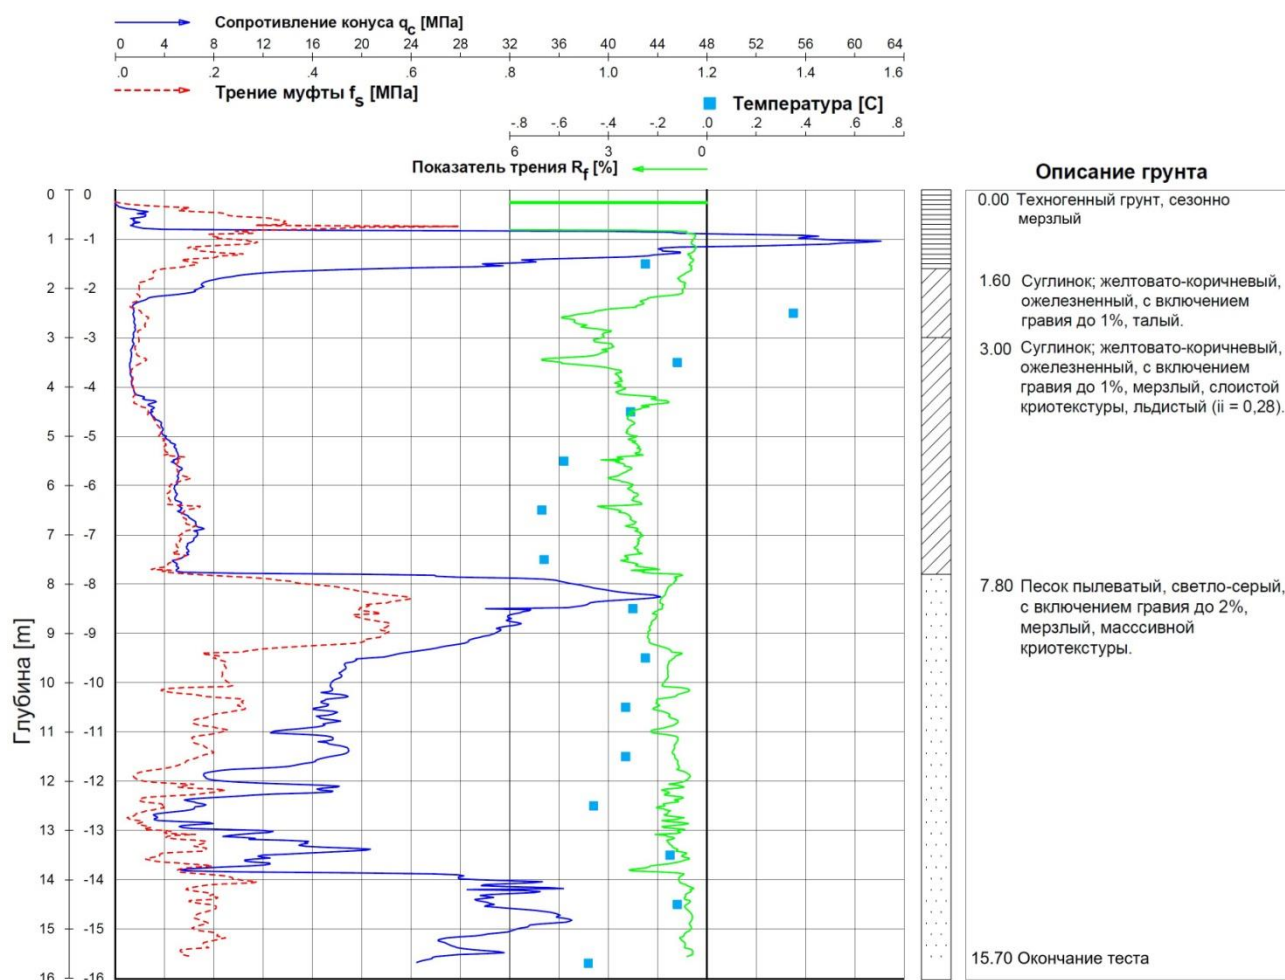 Сопротивление конуса qc [МПа]
0 4 8 12 16 20 24 28 32 36 40 44 48 52 56 60 64
.0 .2 .4 .6 .8 1.0 1.2 1.4 1.6
Трение муфты fs [МПа]
Температура [C]
-.8 -.6 -.4 -.2 .0 .2 .4 .6 .8
6 3 0
Показатель трения Rf [%]
Описание грунта
0 0
1 -1
2 -2
3 -3
4 -4
5 -5
6 -6
7 -7
8 -8
9 -9
10 -10
11 -11
12 -12
13 -13
14 -14
15 -15
16 -16
Глубина [m]
0.00 Техногенный грунт, сезонно
мерзлый
1.60 Суглинок; желтовато-коричневый,
ожелезненный, с включением
гравия до 1%, талый.
3.00 Суглинок; желтовато-коричневый,
ожелезненный, с включением
гравия до 1%, мерзлый, слоистой
криотекстуры, льдистый (ii = 0,28).
7.80 Песок пылеватый, светло-серый,
с включением гравия до 2%,
мерзлый, масссивной
криотекстуры.
15.70 Окончание теста